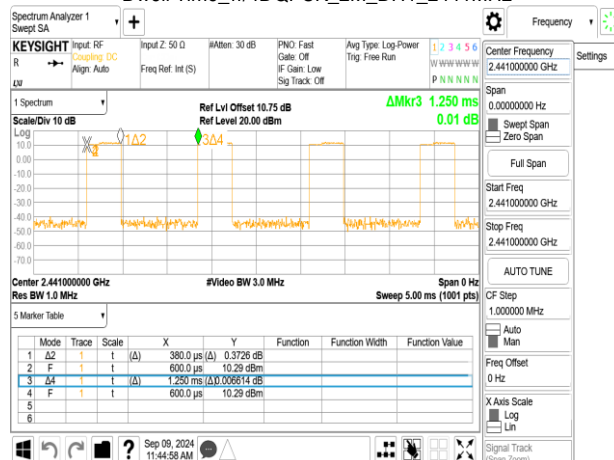 Spectrum Analyzer 1
Swept SA
+
Frequency
Settings
KEYSIGHT
R
LXI
Input: RF
Coupling: DC
Align: Auto
Input Z: 50 Ω
Freq Ref: Int (S)
#Atten: 30 dB
PNO: Fast
Gate: Off
IF Gain: Low
Sig Track: Off
Avg Type: Log-Power
Trig: Free Run
1 2 3 4 5 6
W W W W W W
P N N N N N
1 Spectrum
Scale/Div 10 dB
Log
Ref Lvl Offset 10.75 dB
Ref Level 20.00 dBm
ΔMkr3 1.250 ms
0.01 dB
10.0
0.00
-10.0
-20.0
-30.0
-40.0
-50.0
-60.0
-70.0
1Δ2
3Δ4
Center 2.441000000 GHz
Res BW 1.0 MHz
#Video BW 3.0 MHz
Span 0 Hz
Sweep 5.00 ms (1001 pts)
5 Marker Table
Mode Trace Scale X Y Function Function Width Function Value
1 Δ2 1 t (Δ) 380.0 µs (Δ) 0.3726 dB
2 F 1 t 600.0 µs 10.29 dBm
3 Δ4 1 t (Δ) 1.250 ms (Δ) 0.006614 dB
4 F 1 t 600.0 µs 10.29 dBm
5
6
Center Frequency
2.441000000 GHz
Span
0.00000000 Hz
Swept Span
Zero Span
Full Span
Start Freq
2.441000000 GHz
Stop Freq
2.441000000 GHz
AUTO TUNE
CF Step
1.000000 MHz
Auto
Man
Freq Offset
0 Hz
X Axis Scale
Log
Lin
Signal Track
(Span Zoom)
?
Sep 09, 2024
11:44:58 AM